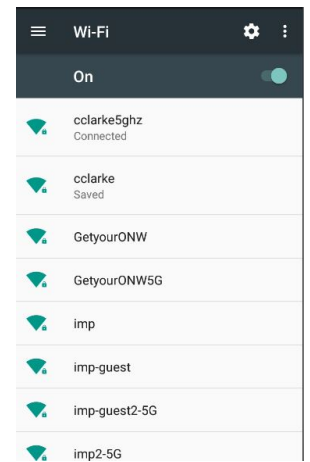 Wi-Fi
On
cclarke5ghz
Connected
cclarke
Saved
GetyourONW
GetyourONW5G
imp
imp-guest
imp-guest2-5G
imp2-5G